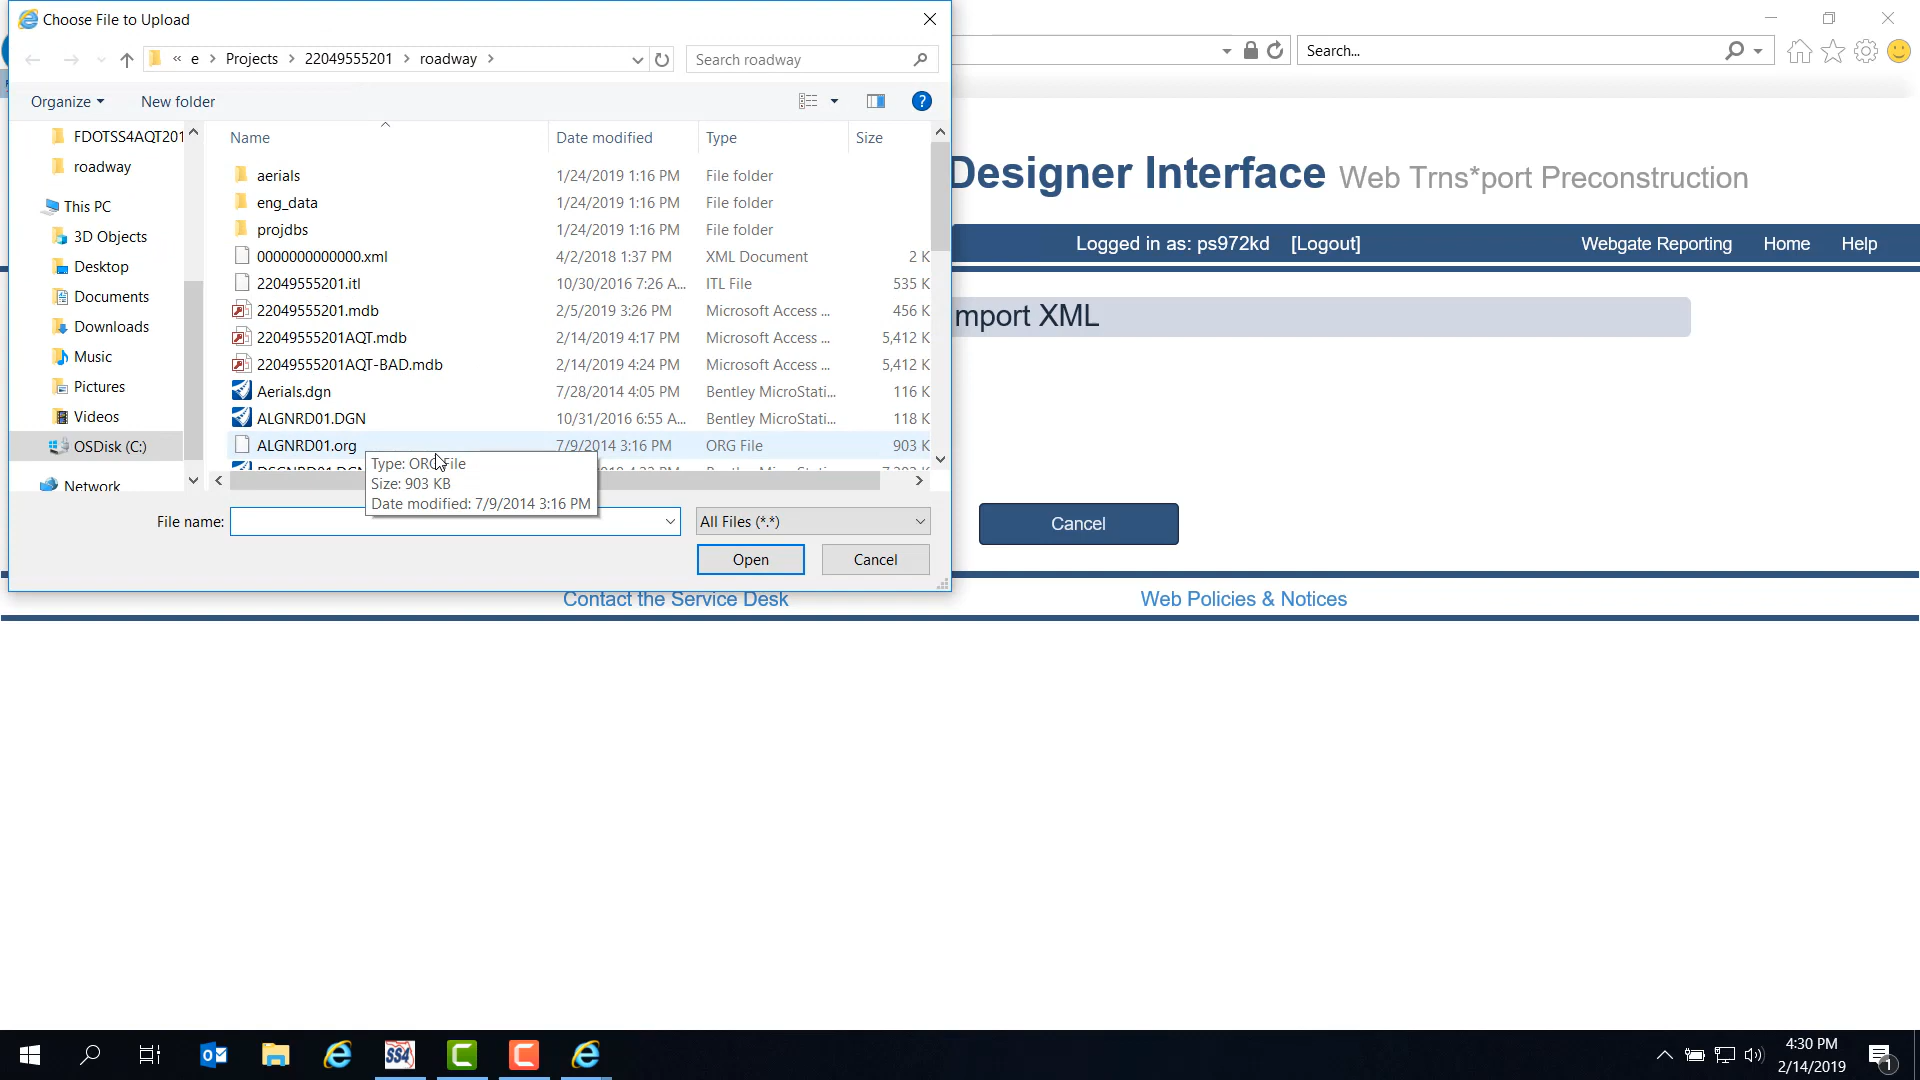 Choose File to Upload
« e > Projects > 22049555201 > roadway >
Search roadway
Search...
Organize
New folder
Name
Date modified
Type
Size
FDOTSS4AQT201
roadway
This PC
3D Objects
Desktop
Documents
Downloads
Music
Pictures
Videos
OSDisk (C:)
Network
aerials 1/24/2019 1:16 PM File folder
eng_data 1/24/2019 1:16 PM File folder
projdbs 1/24/2019 1:16 PM File folder
0000000000000.xml 4/2/2018 1:37 PM XML Document 2 K
22049555201.itl 10/30/2016 7:26 A... ITL File 535 K
22049555201.mdb 2/5/2019 3:26 PM Microsoft Access ... 456 K
22049555201AQT.mdb 2/14/2019 4:17 PM Microsoft Access ... 5,412 K
22049555201AQT-BAD.mdb 2/14/2019 4:24 PM Microsoft Access ... 5,412 K
Aerials.dgn 7/28/2014 4:05 PM Bentley MicroStati... 116 K
ALGNRD01.DGN 10/31/2016 6:55 A... Bentley MicroStati... 118 K
ALGNRD01.org 7/9/2014 3:16 PM ORG File 903 K
Type: ORG File
Size: 903 KB
Date modified: 7/9/2014 3:16 PM
File name:
All Files (*.*)
Open
Cancel
Designer Interface Web Trns*port Preconstruction
Logged in as: ps972kd [Logout]
Webgate Reporting Home Help
mport XML
Cancel
Contact the Service Desk
Web Policies & Notices
SS4
4:30 PM
2/14/2019
1